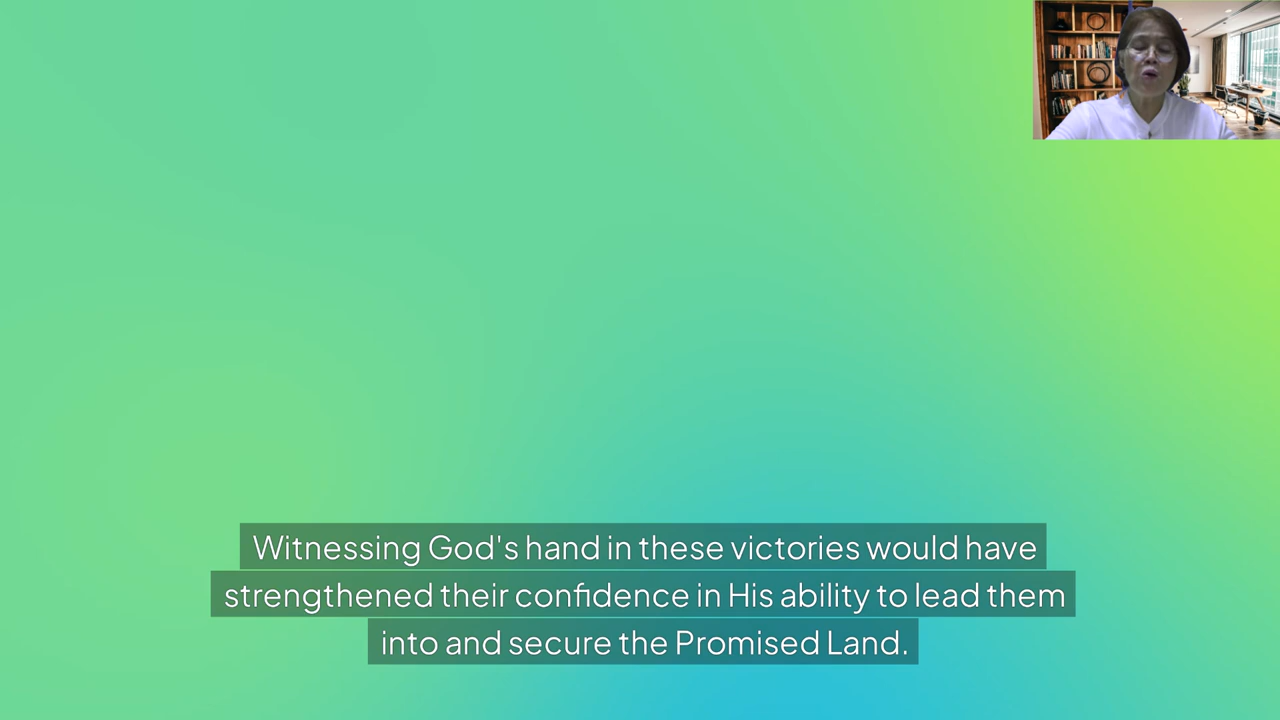 Witnessing God's hand in these victories would have
strengthened their confidence in His ability to lead them
into and secure the Promised Land.